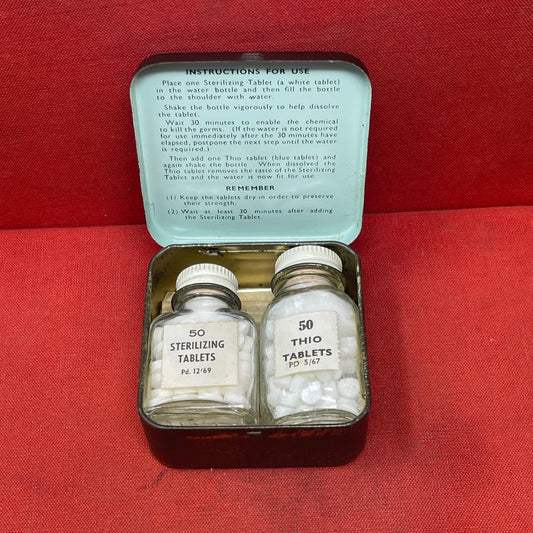 INSTRUCTIONS FOR USE
Place one Sterilizing Tablet (a white tablet)
in the water bottle and then fill the bottle
to the shoulder with water.
Shake the bottle vigorously to help dissolve
the tablet.
Wait 30 minutes to enable the chemical
to kill the germs. (If the water is not required
for use immediately after the 30 minutes have
elapsed, postpone the next step until the water
is required.)
Then add one Thio tablet (blue tablet) and
again shake the bottle. When dissolved the
Thio tablet removes the taste of the Sterilizing
Tablet and the water is now fit for use.
REMEMBER
(1) Keep the tablets dry in order to preserve
their strength.
(2) Wait at least 30 minutes after adding
the Sterilizing Tablet.
50
STERILIZING
TABLETS
Pd. 12/69
50
THIO
TABLETS
PD 5/67